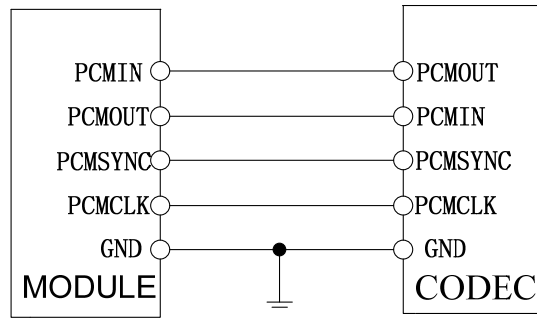 PCMIN PCMOUT
PCMOUT PCMIN
PCMSYNC PCMSYNC
PCMCLK PCMCLK
GND GND
MODULE CODEC